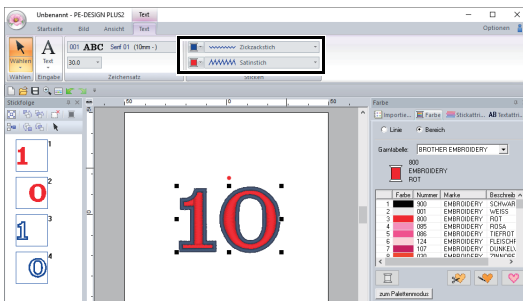 Unbenannt - PE-DESIGN PLUS2 Text
Startseite Bild Ansicht Text Optionen
Wählen Text 001 ABC Serif 01 (10mm - ) Zickzackstich
30.0 Satinstich
Wählen Eingabe Zeichensatz Sticken
Stickfolge
Farbe
Importie... Farbe Stickattri... AB Textattri...
Linie Bereich
Garntabelle: BROTHER EMBROIDERY
800
EMBROIDERY
ROT
Farbe Nummer Marke Beschreib
1 900 EMBROIDERY SCHWAR
2 001 EMBROIDERY WEISS
3 800 EMBROIDERY ROT
4 085 EMBROIDERY ROSA
5 086 EMBROIDERY TIEFROT
6 124 EMBROIDERY FLEISCHF
7 107 EMBROIDERY DUNKEL
zum Palettenmodus
1 1
0 2
1 3
0 4
10